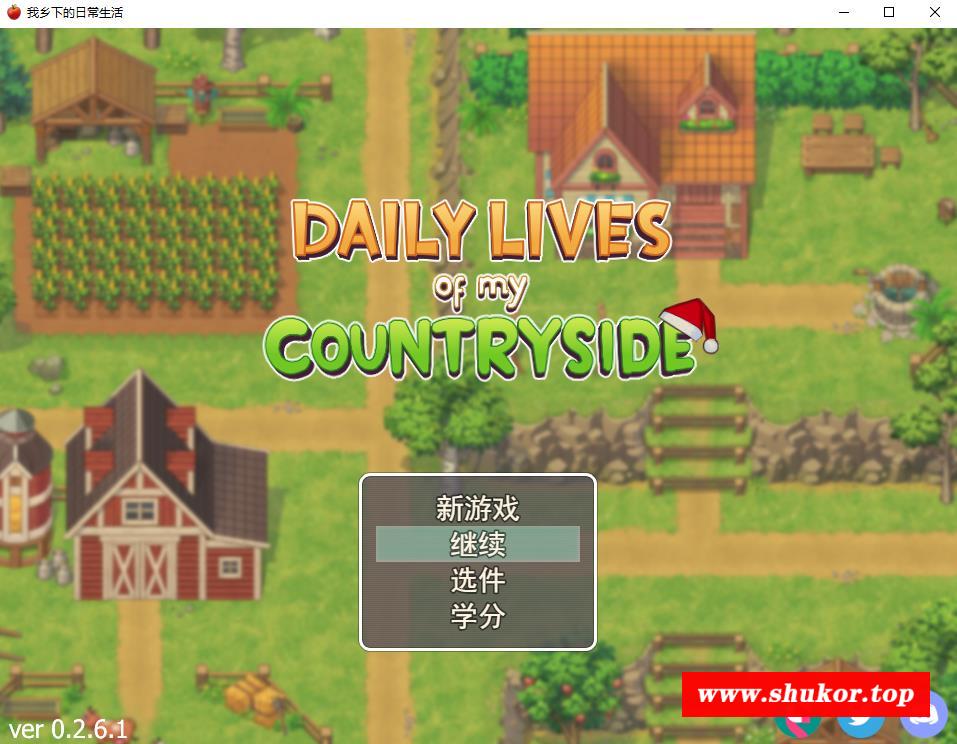 我乡下的日常生活
DAILY LIVES
of my
COUNTRYSIDE
新游戏
继续
选件
学分
www.shukor.top
ver 0.2.6.1